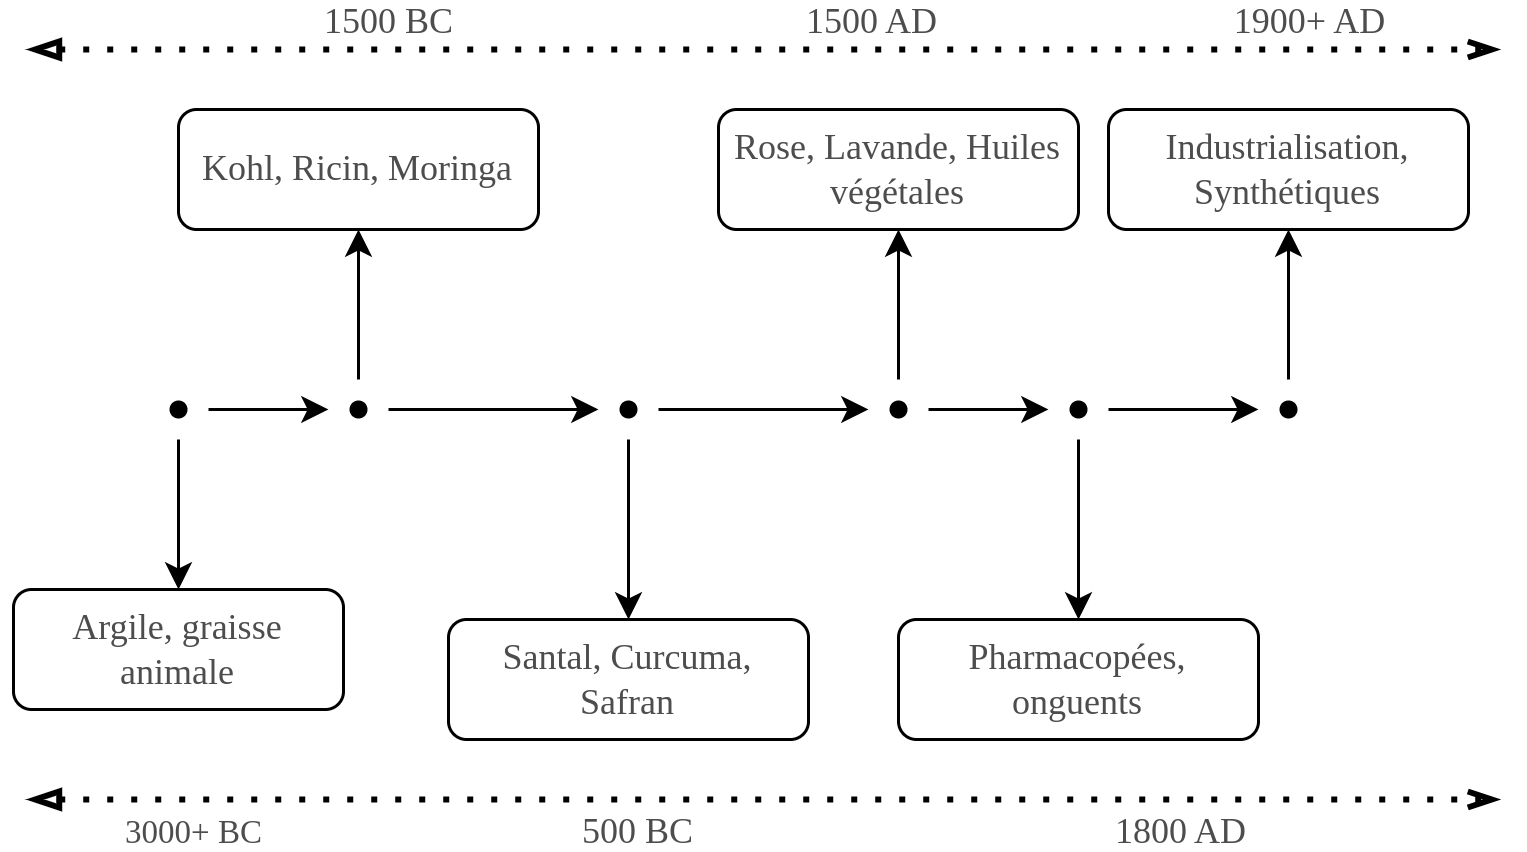 1500 BC
1500 AD
1900+ AD
Kohl, Ricin, Moringa
Rose, Lavande, Huiles
végétales
Industrialisation,
Synthétiques
Argile, graisse
animale
Santal, Curcuma,
Safran
Pharmacopées,
onguents
3000+ BC
500 BC
1800 AD